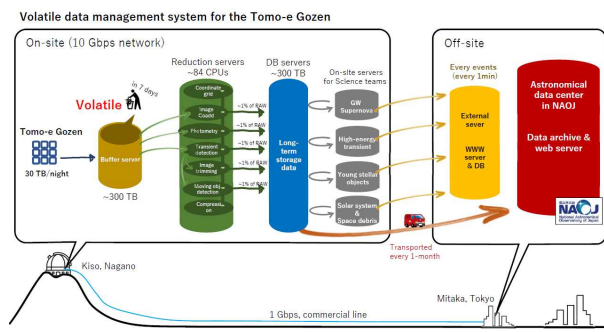 Volatile data management system for the Tomo-e Gozen
On-site (10 Gbps network)
Off-site
Reduction servers
~84 CPUs
DB servers
~300 TB
On-site servers
for Science teams
Every events
(every 1min)
Astronomical
data center
in NAOJ
Data archive &
web server
in 7 days
Volatile
Tomo-e Gozen
30 TB/night
Buffer server
~300 TB
Coordinate
grid
Image
Coadd
Photometry
Transient
detection
Image
trimming
Moving obj
detection
Compressi
on
~1% of RAW
~1% of RAW
~1% of RAW
~1% of RAW
~1% of RAW
Long-
term
storage
data
GW
Supernova
High-energy
transient
Young stellar
objects
Solar system
& Space debris
External
sever
WWW
server
& DB
NAOJ
National Astronomical
Observatory of Japan
Transported
every 1-month
Kiso, Nagano
1 Gbps, commercial line
Mitaka, Tokyo